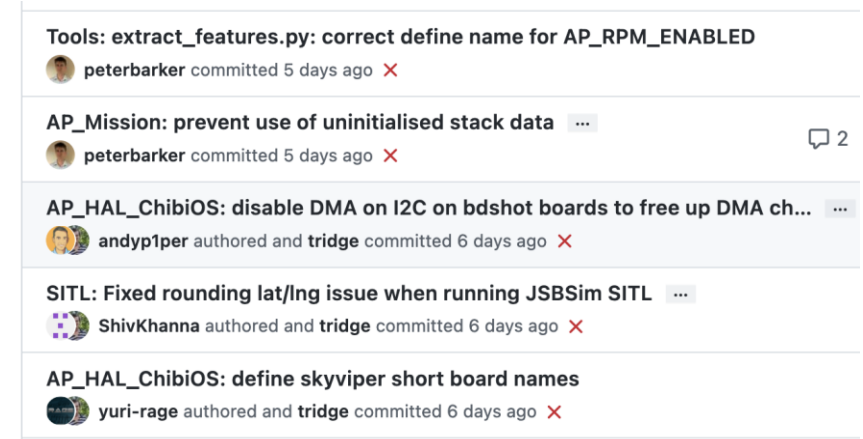 Tools: extract_features.py: correct define name for AP_RPM_ENABLED
peterbarker committed 5 days ago
AP_Mission: prevent use of uninitialised stack data ...
peterbarker committed 5 days ago
2
AP_HAL_ChibiOS: disable DMA on I2C on bdshot boards to free up DMA ch... ...
andyp1per authored and tridge committed 6 days ago
SITL: Fixed rounding lat/lng issue when running JSBSim SITL ...
ShivKhanna authored and tridge committed 6 days ago
AP_HAL_ChibiOS: define skyviper short board names
yuri-rage authored and tridge committed 6 days ago